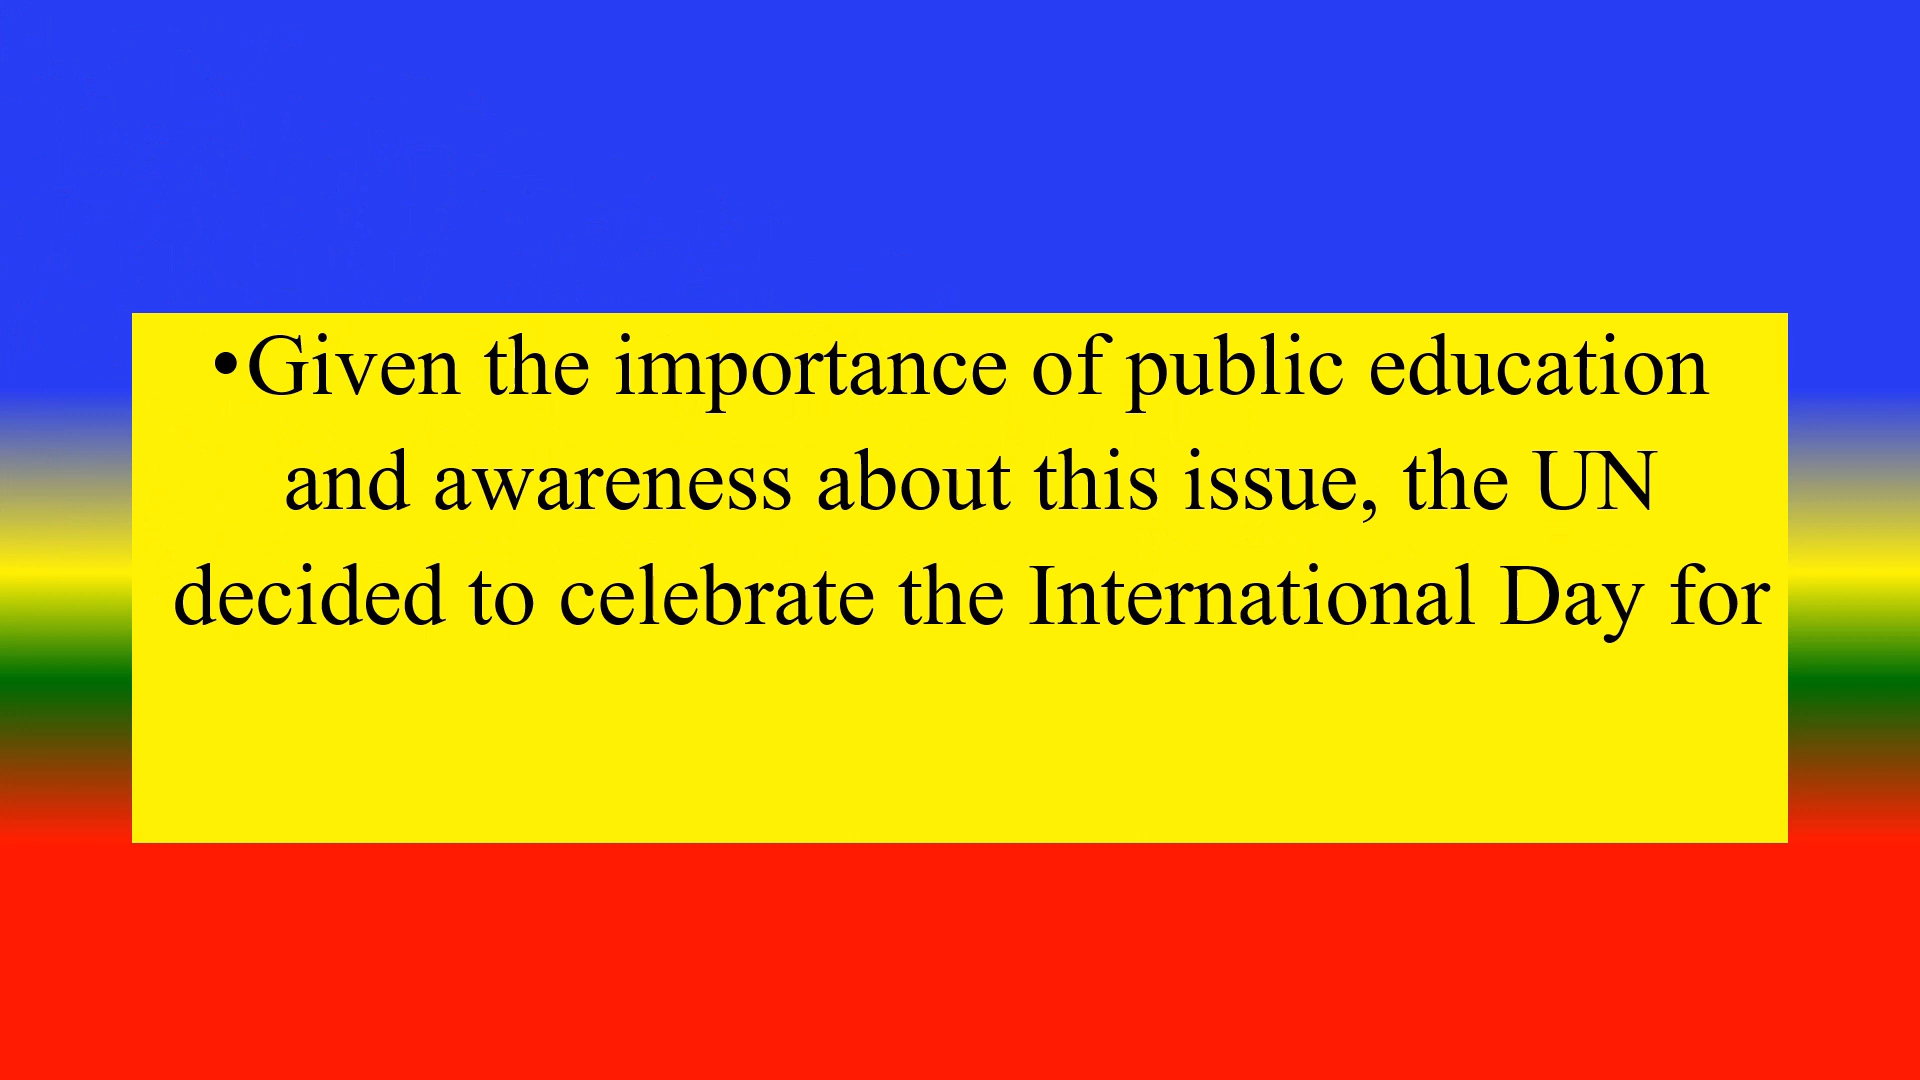 •Given the importance of public education
and awareness about this issue, the UN
decided to celebrate the International Day for